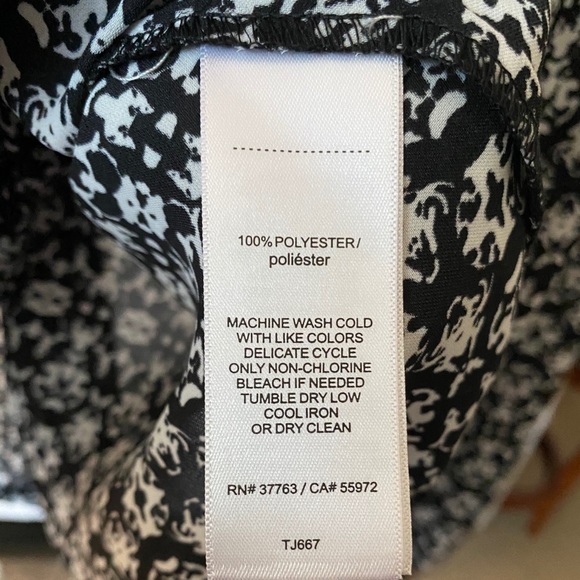 100% POLYESTER /
poliéster
MACHINE WASH COLD
WITH LIKE COLORS
DELICATE CYCLE
ONLY NON-CHLORINE
BLEACH IF NEEDED
TUMBLE DRY LOW
COOL IRON
OR DRY CLEAN
RN# 37763 / CA# 55972
TJ667